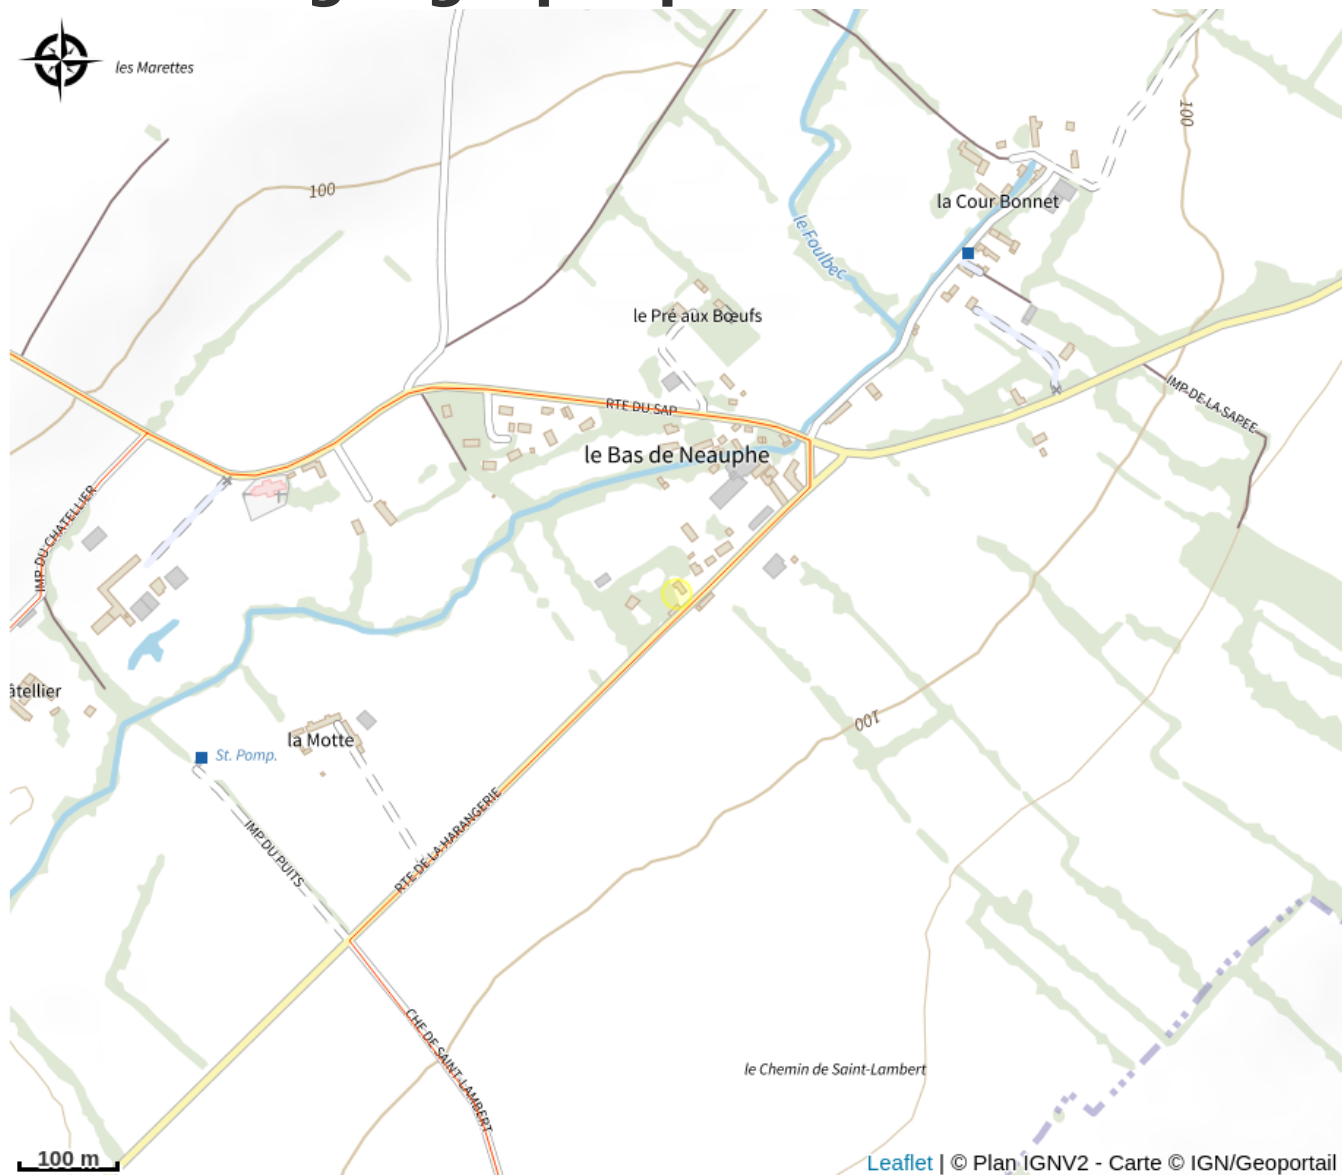 les Marettes
100
100
la Cour Bonnet
le Foulbec
le Pré aux Bœufs
IMP DE LA SAPEE
RTE DU SAP
le Bas de Neauphe
IMP DU CHATELLIER
âtellier
100
la Motte
St. Pomp.
IMP DU PUITS
RTE DE LA HARANGERIE
CHE DE SAINT-LAMBERT
le Chemin de Saint-Lambert
100 m
Leaflet | © Plan IGNV2 - Carte © IGN/Geoportail